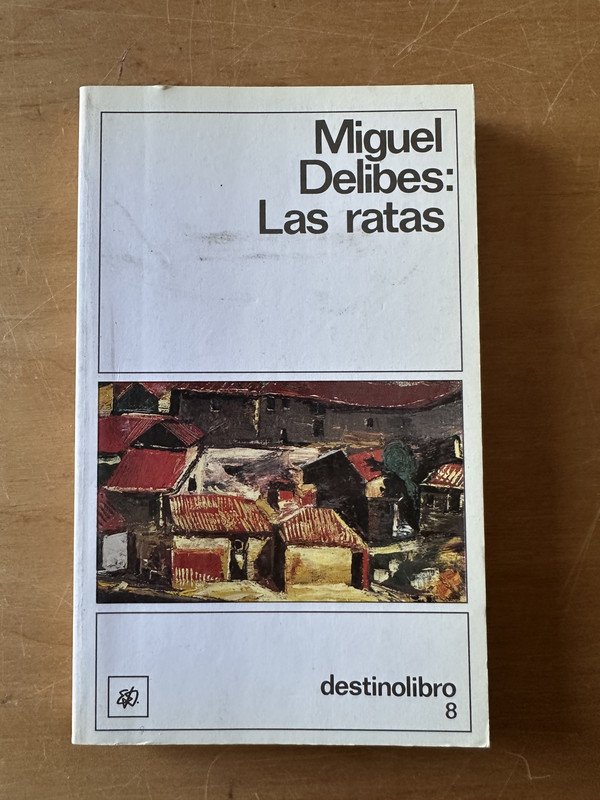 Miguel
Delibes:
Las ratas
destinolibro
8